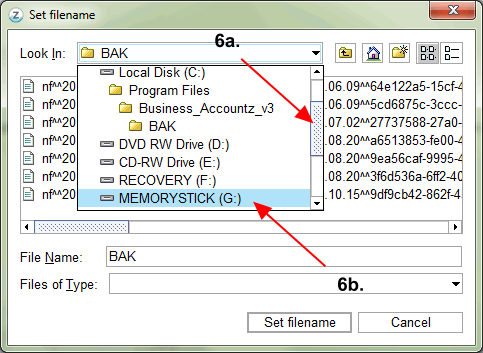 Set filename
6a.
Look In: BAK
Local Disk (C:)
Program Files
Business_Accountz_v3
BAK
DVD RW Drive (D:)
CD-RW Drive (E:)
RECOVERY (F:)
MEMORYSTICK (G:)
nf^^20 .06.09^^64e122a5-15cf-4
nf^^20 .06.09^^5cd6875c-3ccc-
nf^^20 .07.02^^27737588-27a0-
nf^^20 .08.20^^a6513853-fe00-4
nf^^20 .08.20^^9ea56caf-9995-4
nf^^20 .08.20^^3f6d536a-6ff2-40
nf^^20 .10.15^^9df9cb42-862f-4
File Name: BAK
6b.
Files of Type:
Set filename Cancel